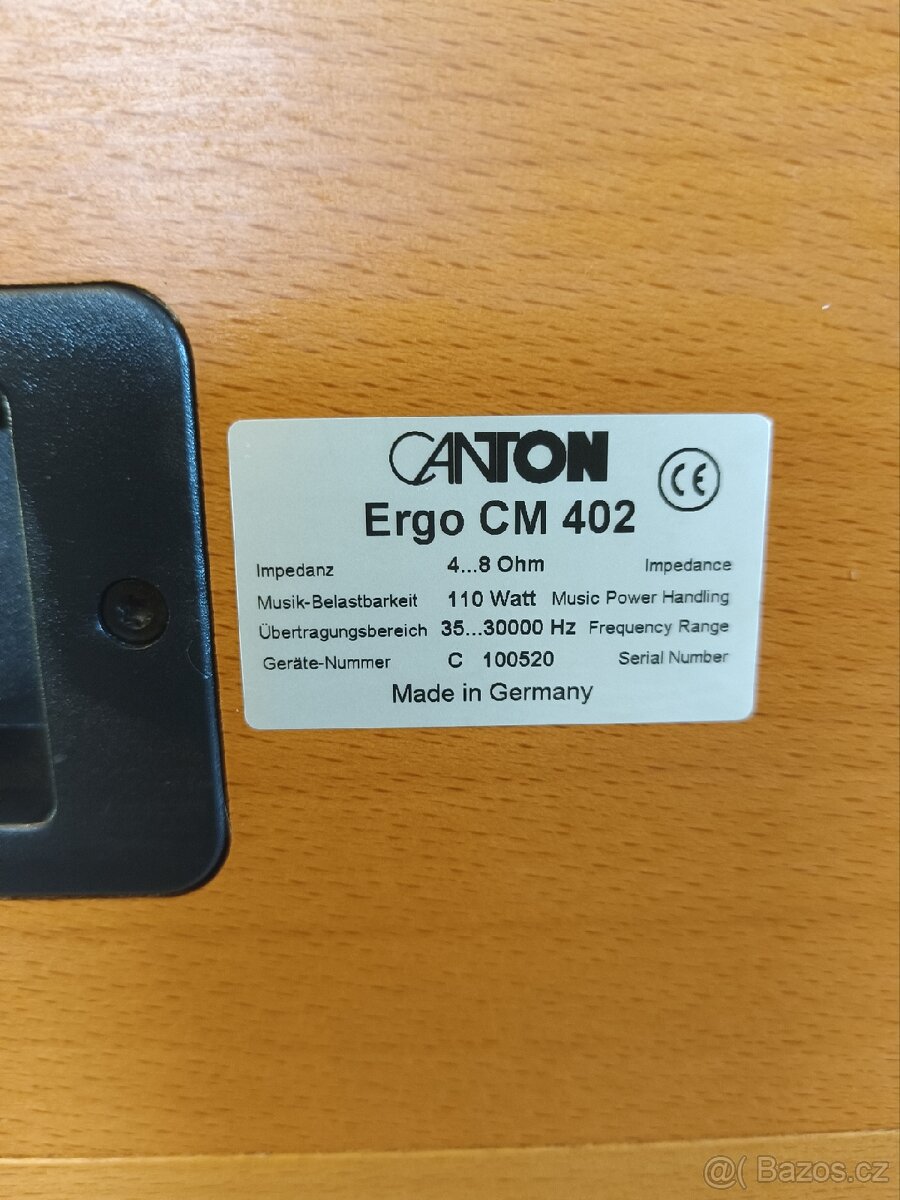 CANTON
CE
Ergo CM 402
Impedanz 4...8 Ohm Impedance
Musik-Belastbarkeit 110 Watt Music Power Handling
Übertragungsbereich 35...30000 Hz Frequency Range
Geräte-Nummer C 100520 Serial Number
Made in Germany
@( Bazos.cz